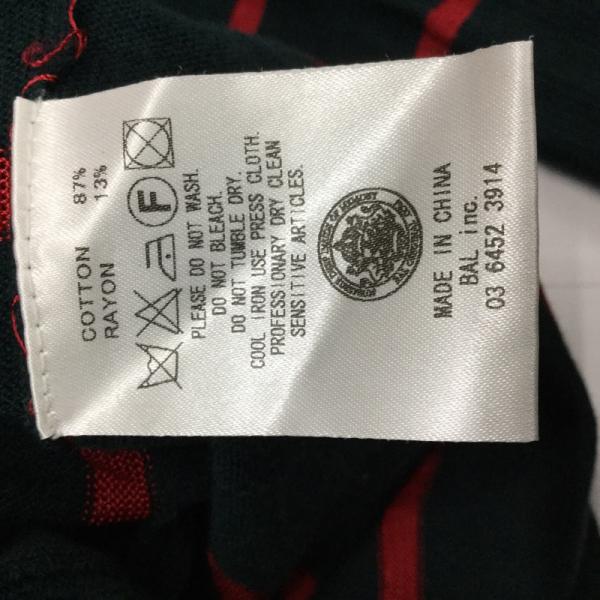 COTTON 87%
RAYON 13%
F
PLEASE DO NOT WASH.
DO NOT BLEACH.
DO NOT TUMBLE DRY.
COOL IRON USE PRESS CLOTH.
PROFESSIONARY DRY CLEAN
SENSITIVE ARTICLES.
MADE IN CHINA
BAL inc.
03 6452 3914